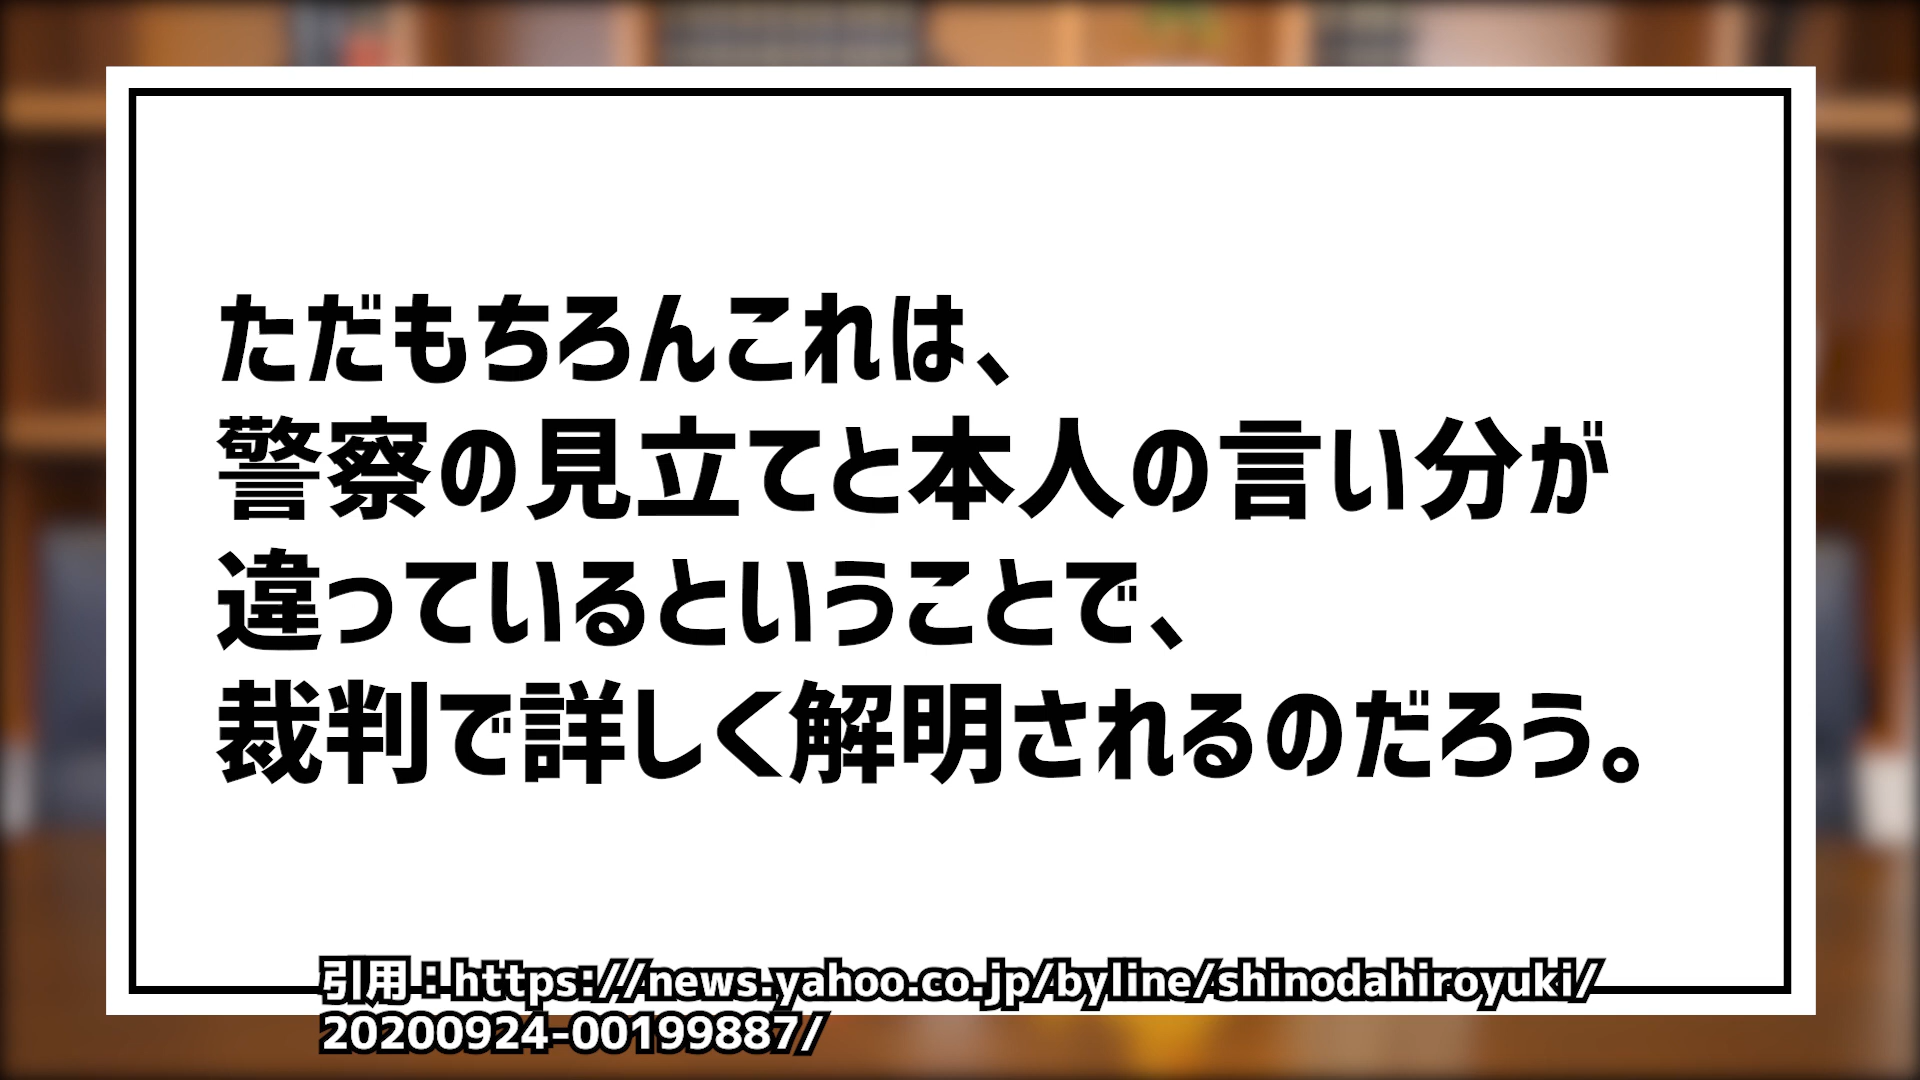 ただもちろんこれは、
警察の見立てと本人の言い分が
違っているということで、
裁判で詳しく解明されるのだろう。
引用：https://news.yahoo.co.jp/byline/shinodahiroyuki/
20200924-00199887/